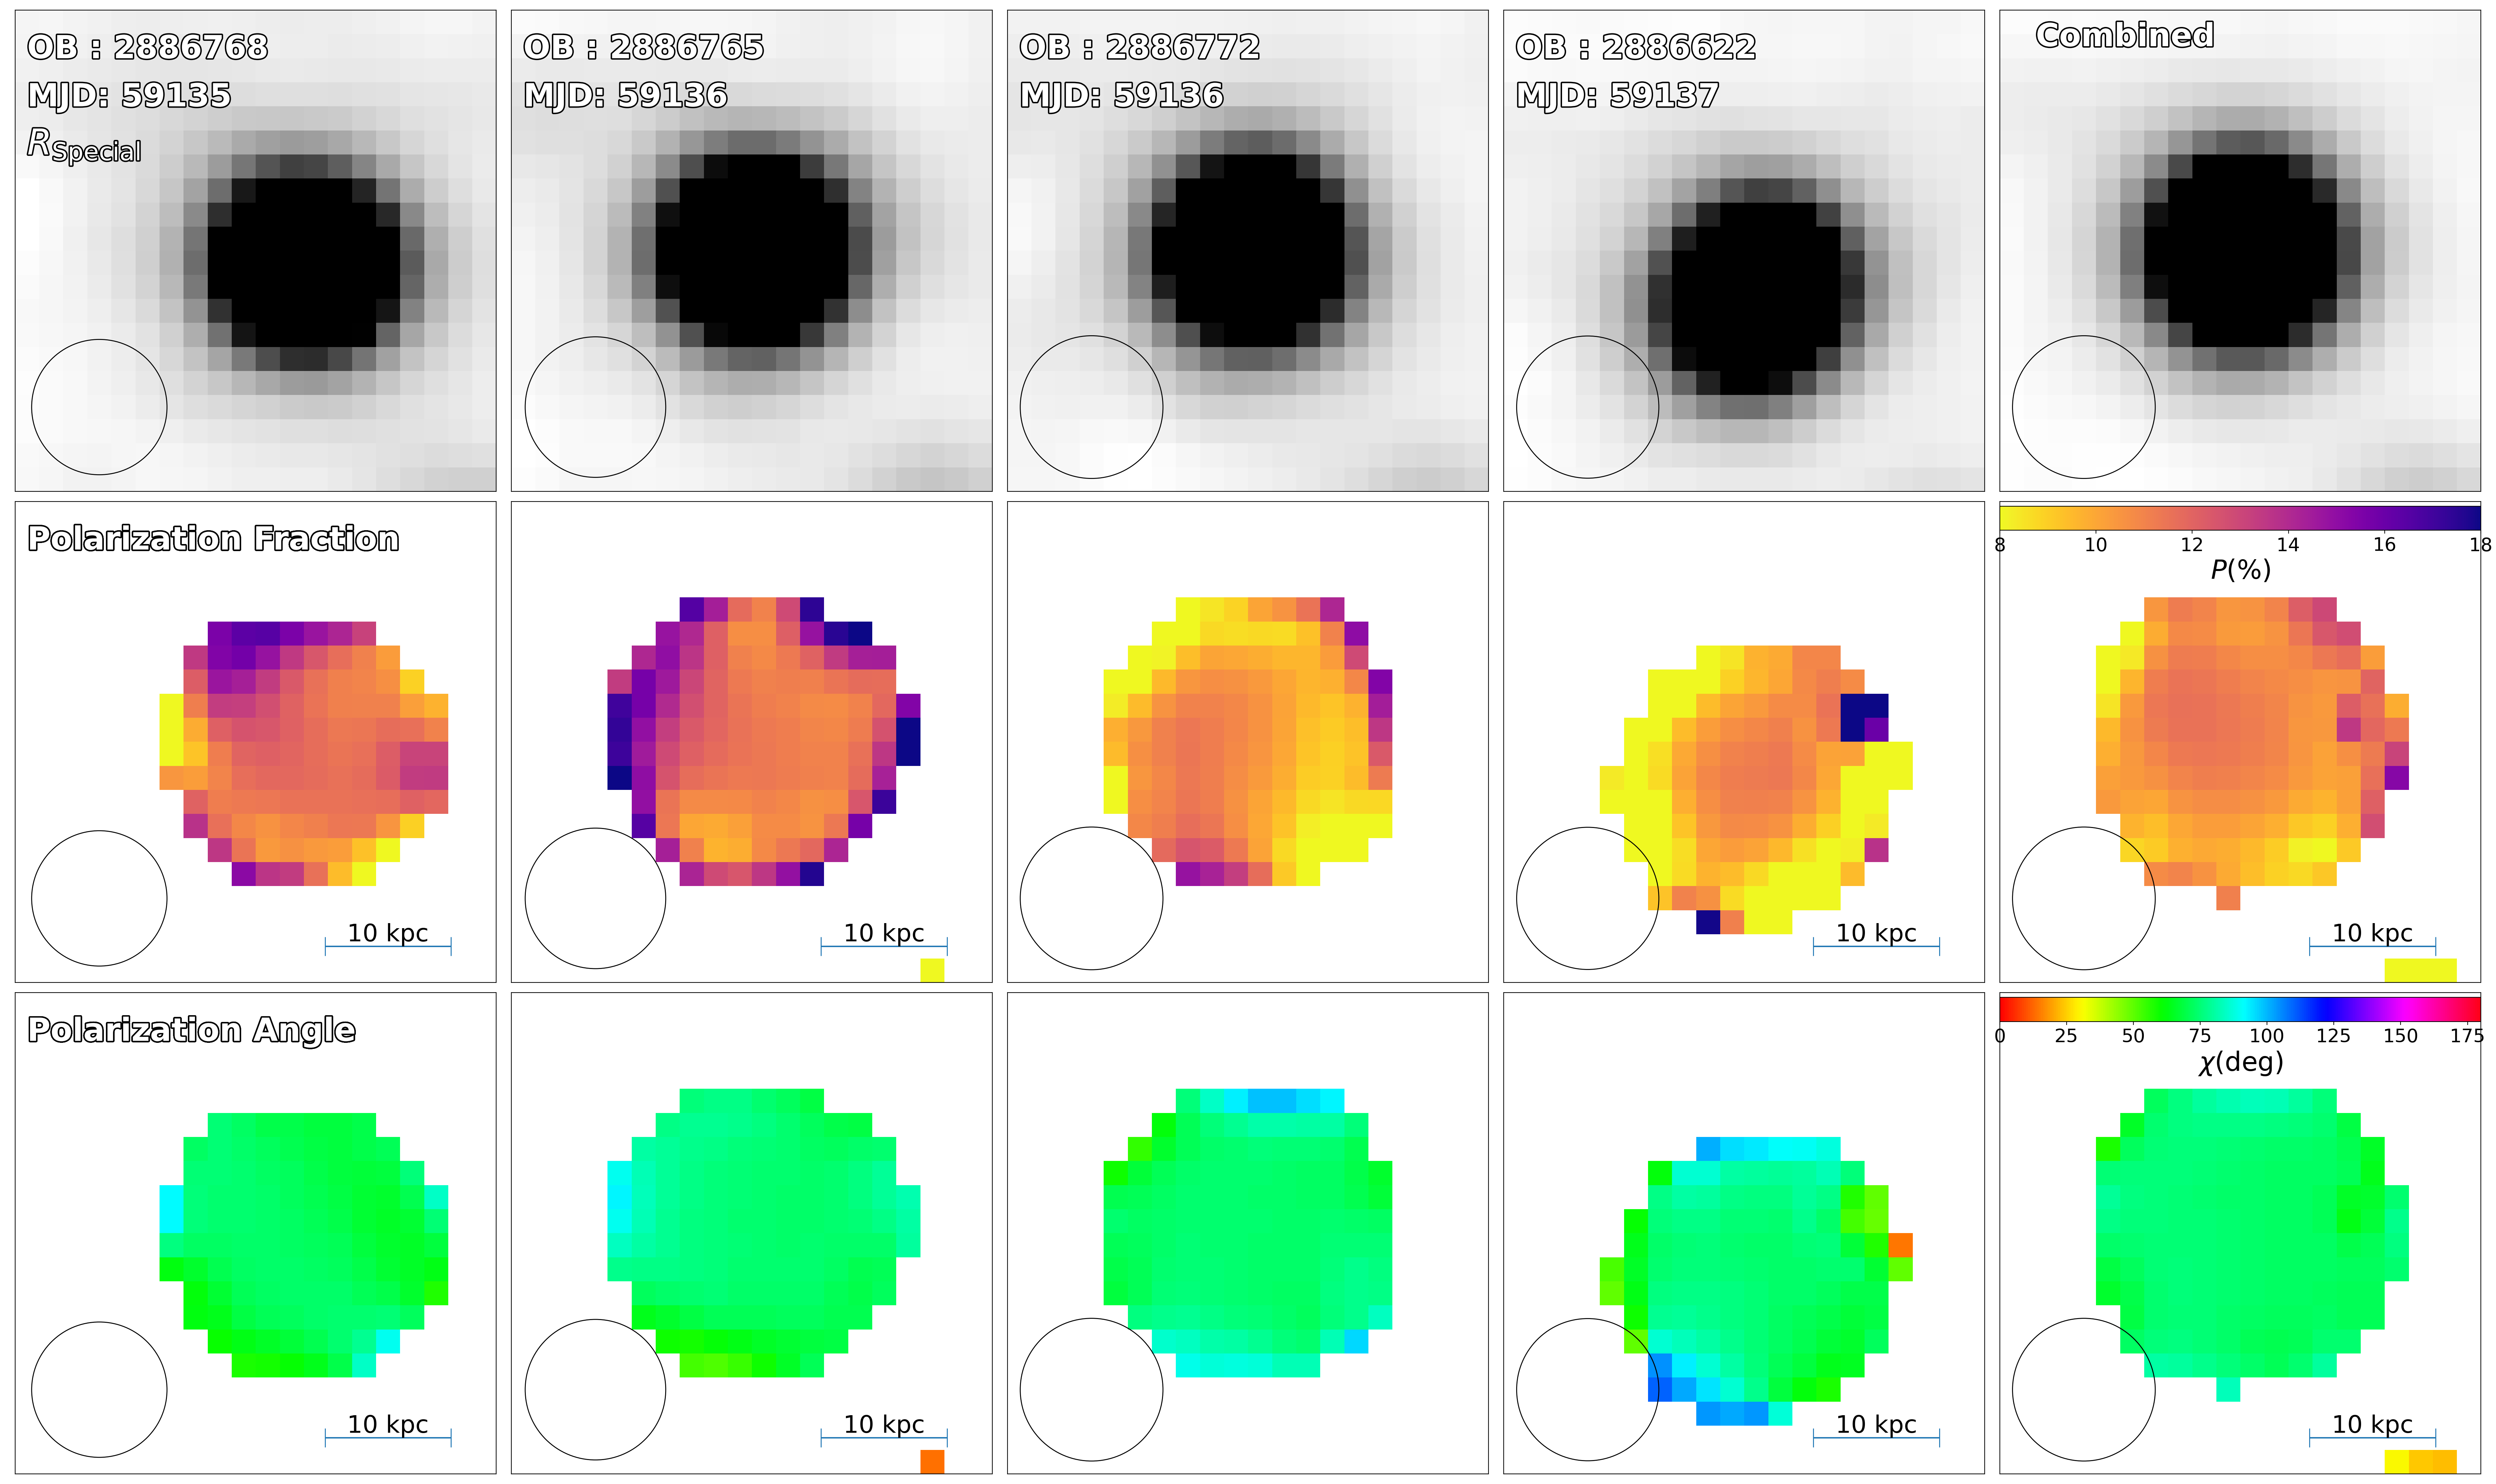 OB : 2886768
MJD: 59135
R_Special
OB : 2886765
MJD: 59136
OB : 2886772
MJD: 59136
OB : 2886622
MJD: 59137
Combined
Polarization Fraction
10 kpc
10 kpc
10 kpc
10 kpc
8 10 12 14 16 18
P(%)
10 kpc
Polarization Angle
10 kpc
10 kpc
10 kpc
10 kpc
0 25 50 75 100 125 150 175
χ(deg)
10 kpc